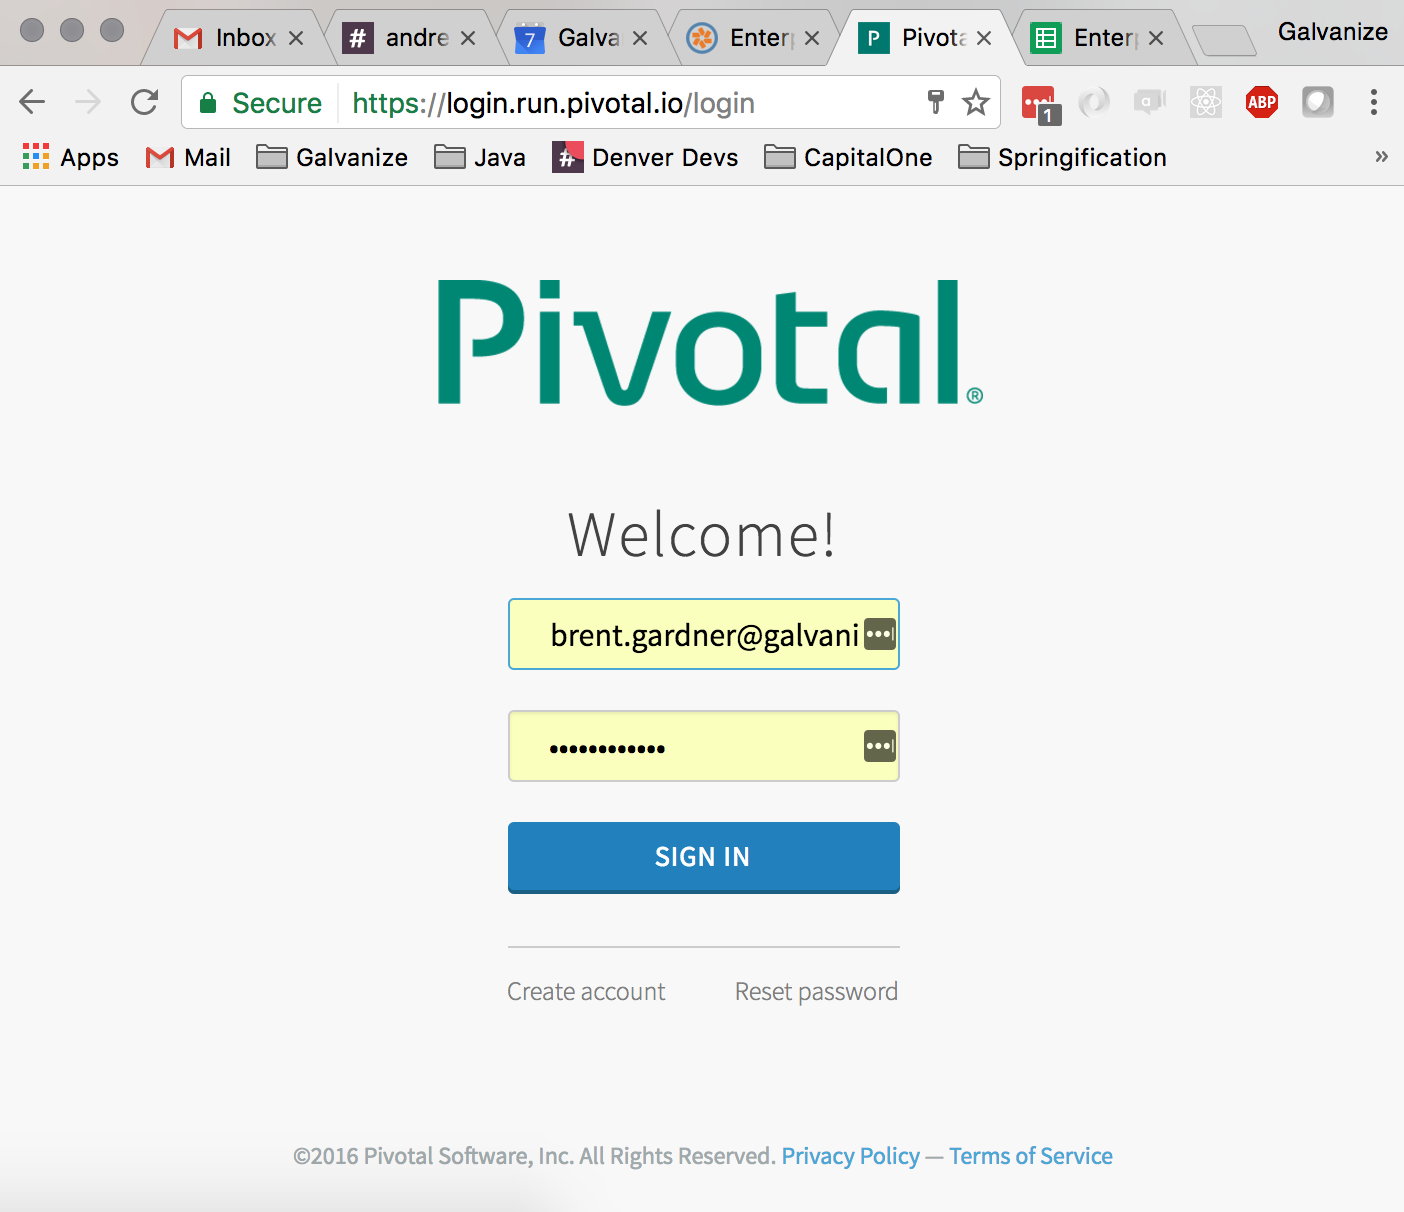 Inbox
# andre
7 Galva
Enterp
P Pivota
Enterp
Galvanize
Secure
https://login.run.pivotal.io/login
1
a
ABP
Apps
Mail
Galvanize
Java
# Denver Devs
CapitalOne
Springification
»
Pivotal®
Welcome!
brent.gardner@galvani
••••••••••••
SIGN IN
Create account
Reset password
©2016 Pivotal Software, Inc. All Rights Reserved. Privacy Policy — Terms of Service